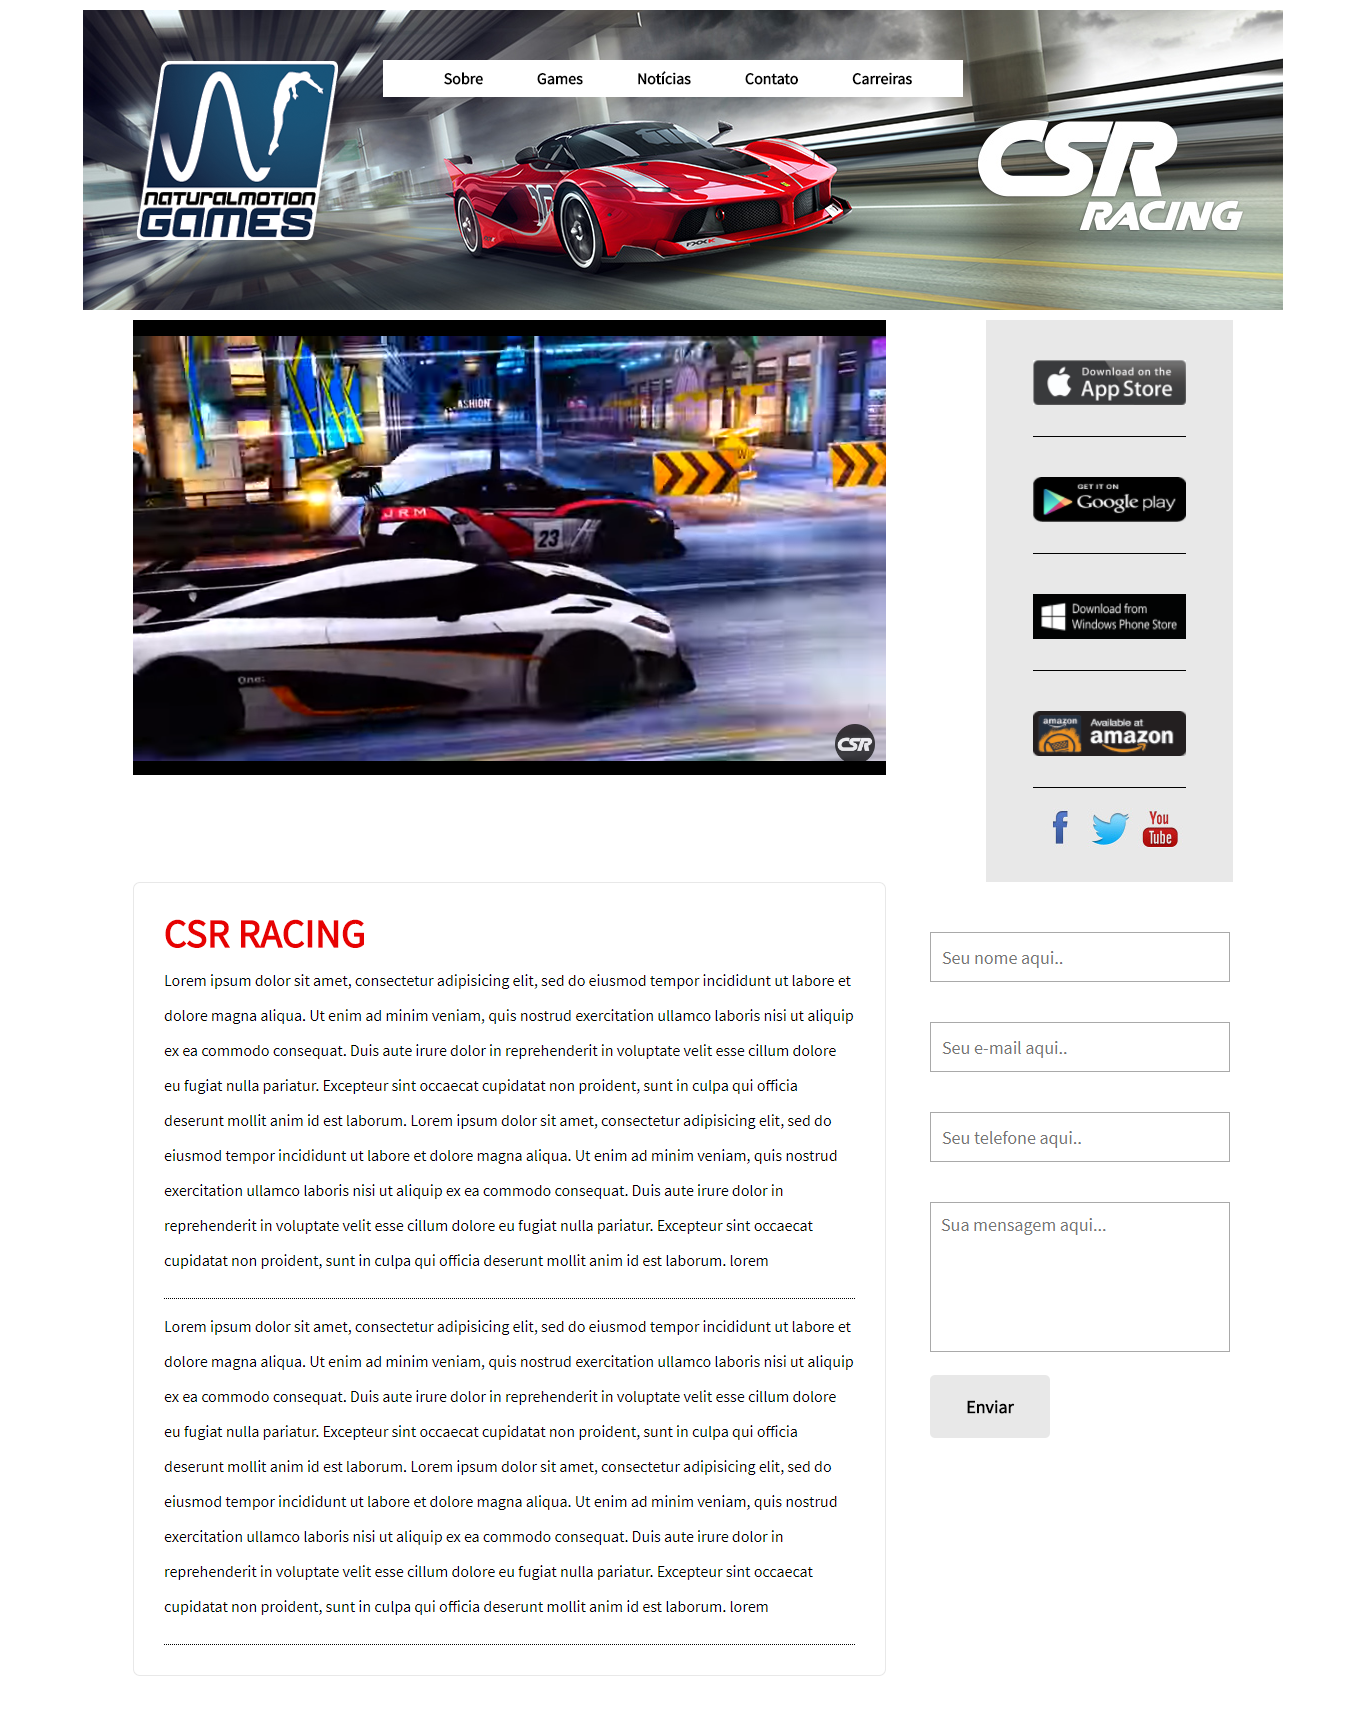 Sobre Games Notícias Contato Carreiras
naturalmotion
GAMES
CSR
RACING
FXXK
FASHION
JRM
23
One:
CSR
Download on the
App Store
GET IT ON
Google play
Download from
Windows Phone Store
amazon
Available at
amazon
f
You
Tube
CSR RACING
Lorem ipsum dolor sit amet, consectetur adipisicing elit, sed do eiusmod tempor incididunt ut labore et
dolore magna aliqua. Ut enim ad minim veniam, quis nostrud exercitation ullamco laboris nisi ut aliquip
ex ea commodo consequat. Duis aute irure dolor in reprehenderit in voluptate velit esse cillum dolore
eu fugiat nulla pariatur. Excepteur sint occaecat cupidatat non proident, sunt in culpa qui officia
deserunt mollit anim id est laborum. Lorem ipsum dolor sit amet, consectetur adipisicing elit, sed do
eiusmod tempor incididunt ut labore et dolore magna aliqua. Ut enim ad minim veniam, quis nostrud
exercitation ullamco laboris nisi ut aliquip ex ea commodo consequat. Duis aute irure dolor in
reprehenderit in voluptate velit esse cillum dolore eu fugiat nulla pariatur. Excepteur sint occaecat
cupidatat non proident, sunt in culpa qui officia deserunt mollit anim id est laborum. lorem
Lorem ipsum dolor sit amet, consectetur adipisicing elit, sed do eiusmod tempor incididunt ut labore et
dolore magna aliqua. Ut enim ad minim veniam, quis nostrud exercitation ullamco laboris nisi ut aliquip
ex ea commodo consequat. Duis aute irure dolor in reprehenderit in voluptate velit esse cillum dolore
eu fugiat nulla pariatur. Excepteur sint occaecat cupidatat non proident, sunt in culpa qui officia
deserunt mollit anim id est laborum. Lorem ipsum dolor sit amet, consectetur adipisicing elit, sed do
eiusmod tempor incididunt ut labore et dolore magna aliqua. Ut enim ad minim veniam, quis nostrud
exercitation ullamco laboris nisi ut aliquip ex ea commodo consequat. Duis aute irure dolor in
reprehenderit in voluptate velit esse cillum dolore eu fugiat nulla pariatur. Excepteur sint occaecat
cupidatat non proident, sunt in culpa qui officia deserunt mollit anim id est laborum. lorem
Seu nome aqui..
Seu e-mail aqui..
Seu telefone aqui..
Sua mensagem aqui...
Enviar